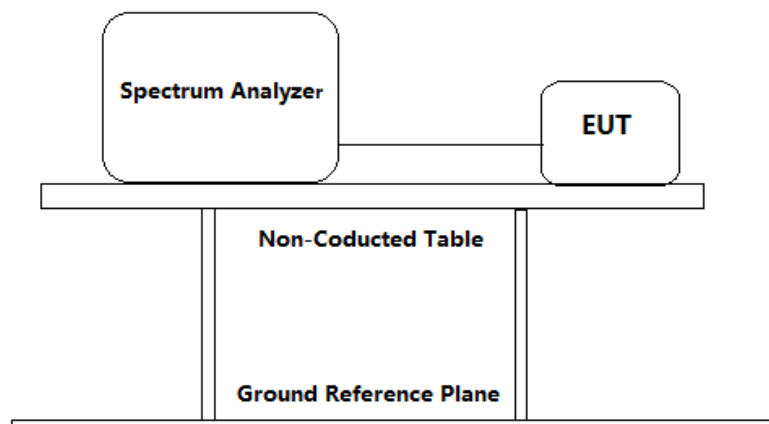 Spectrum Analyzer
EUT
Non-Coducted Table
Ground Reference Plane